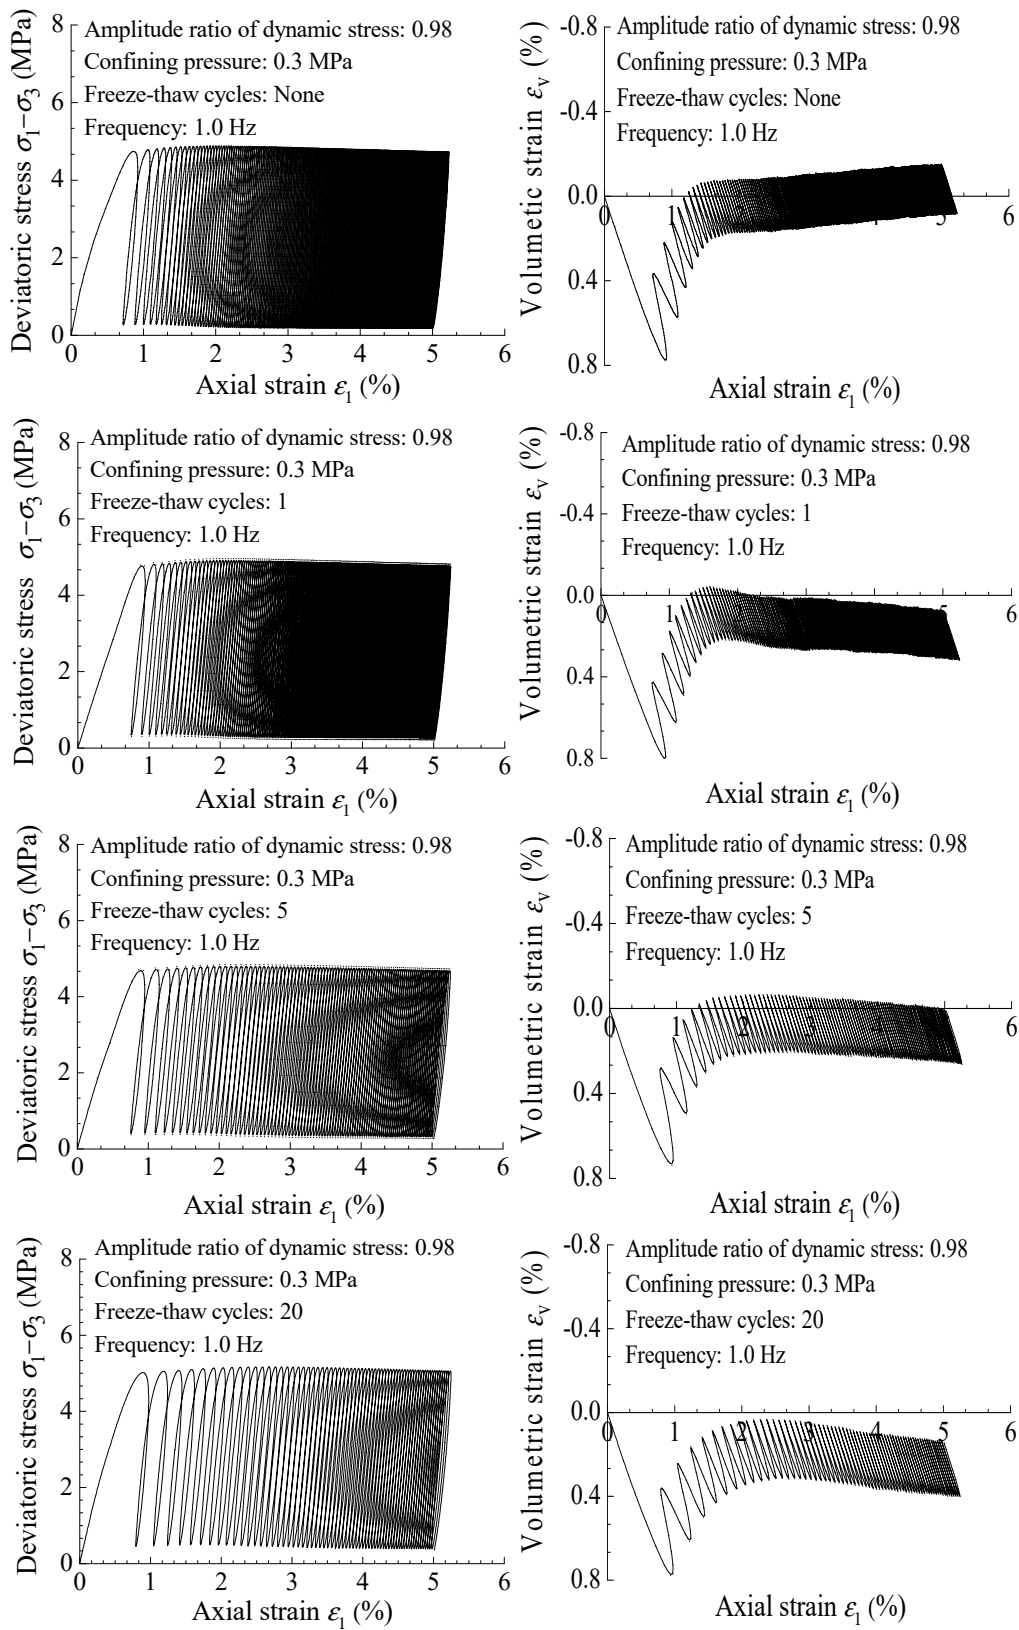 Deviatoric stress σ1−σ3 (MPa)
8
6
4
2
0
Amplitude ratio of dynamic stress: 0.98
Confining pressure: 0.3 MPa
Freeze-thaw cycles: None
Frequency: 1.0 Hz
0 1 2 3 4 5 6
Axial strain ε1 (%)
Volumetic strain εv (%)
-0.8
-0.4
0.0
0.4
0.8
Amplitude ratio of dynamic stress: 0.98
Confining pressure: 0.3 MPa
Freeze-thaw cycles: None
Frequency: 1.0 Hz
0 1 2 3 4 5 6
Axial strain ε1 (%)
Deviatoric stress σ1−σ3 (MPa)
8
6
4
2
0
Amplitude ratio of dynamic stress: 0.98
Confining pressure: 0.3 MPa
Freeze-thaw cycles: 1
Frequency: 1.0 Hz
0 1 2 3 4 5 6
Axial strain ε1 (%)
Volumetric strain εv (%)
-0.8
-0.4
0.0
0.4
0.8
Amplitude ratio of dynamic stress: 0.98
Confining pressure: 0.3 MPa
Freeze-thaw cycles: 1
Frequency: 1.0 Hz
0 1 2 3 4 5 6
Axial strain ε1 (%)
Deviatoric stress σ1−σ3 (MPa)
8
6
4
2
0
Amplitude ratio of dynamic stress: 0.98
Confining pressure: 0.3 MPa
Freeze-thaw cycles: 5
Frequency: 1.0 Hz
0 1 2 3 4 5 6
Axial strain ε1 (%)
Volumetric strain εv (%)
-0.8
-0.4
0.0
0.4
0.8
Amplitude ratio of dynamic stress: 0.98
Confining pressure: 0.3 MPa
Freeze-thaw cycles: 5
Frequency: 1.0 Hz
0 1 2 3 4 5 6
Axial strain ε1 (%)
Deviatoric stress σ1−σ3 (MPa)
8
6
4
2
0
Amplitude ratio of dynamic stress: 0.98
Confining pressure: 0.3 MPa
Freeze-thaw cycles: 20
Frequency: 1.0 Hz
0 1 2 3 4 5 6
Axial strain ε1 (%)
Volumetric strain εv (%)
-0.8
-0.4
0.0
0.4
0.8
Amplitude ratio of dynamic stress: 0.98
Confining pressure: 0.3 MPa
Freeze-thaw cycles: 20
Frequency: 1.0 Hz
0 1 2 3 4 5 6
Axial strain ε1 (%)